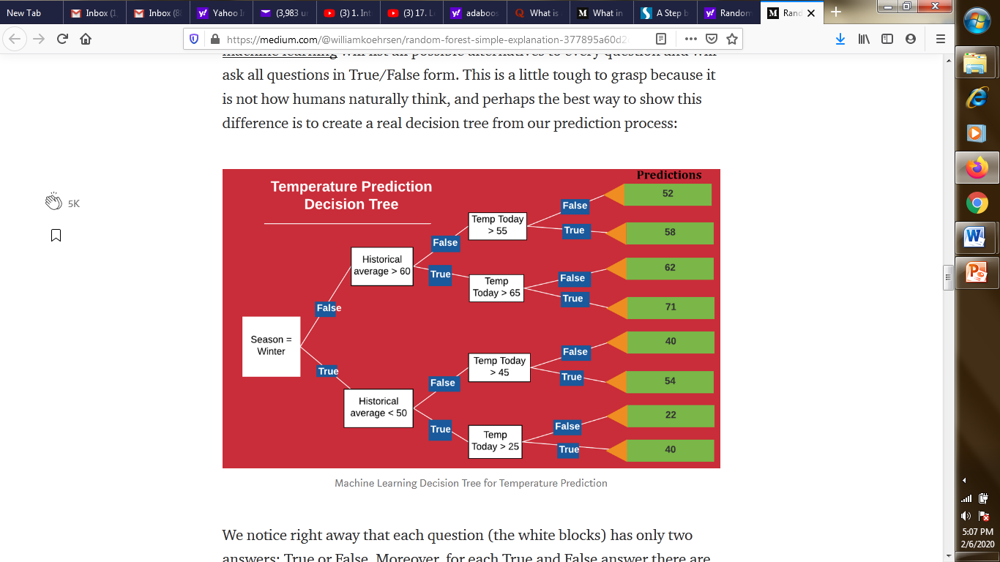 New Tab
Inbox (1,
Inbox (8
Yahoo I
(3,983 u
(3) 1. Int
(3) 17. L
adaboos
What is
What in
A Step b
Random
Rand
https://medium.com/@williamkoehrsen/random-forest-simple-explanation-377895a60d2
machine learning will list all possible alternatives to every question and will
ask all questions in True/False form. This is a little tough to grasp because it
is not how humans naturally think, and perhaps the best way to show this
difference is to create a real decision tree from our prediction process:
5K
Temperature Prediction
Decision Tree
Predictions
Season =
Winter
False
True
Historical
average > 60
Historical
average < 50
False
True
False
True
Temp Today
> 55
Temp
Today > 65
Temp Today
> 45
Temp
Today > 25
False
True
False
True
False
True
False
True
52
58
62
71
40
54
22
40
Machine Learning Decision Tree for Temperature Prediction
We notice right away that each question (the white blocks) has only two
answers: True or False. Moreover, for each True and False answer there are
5:07 PM
2/6/2020